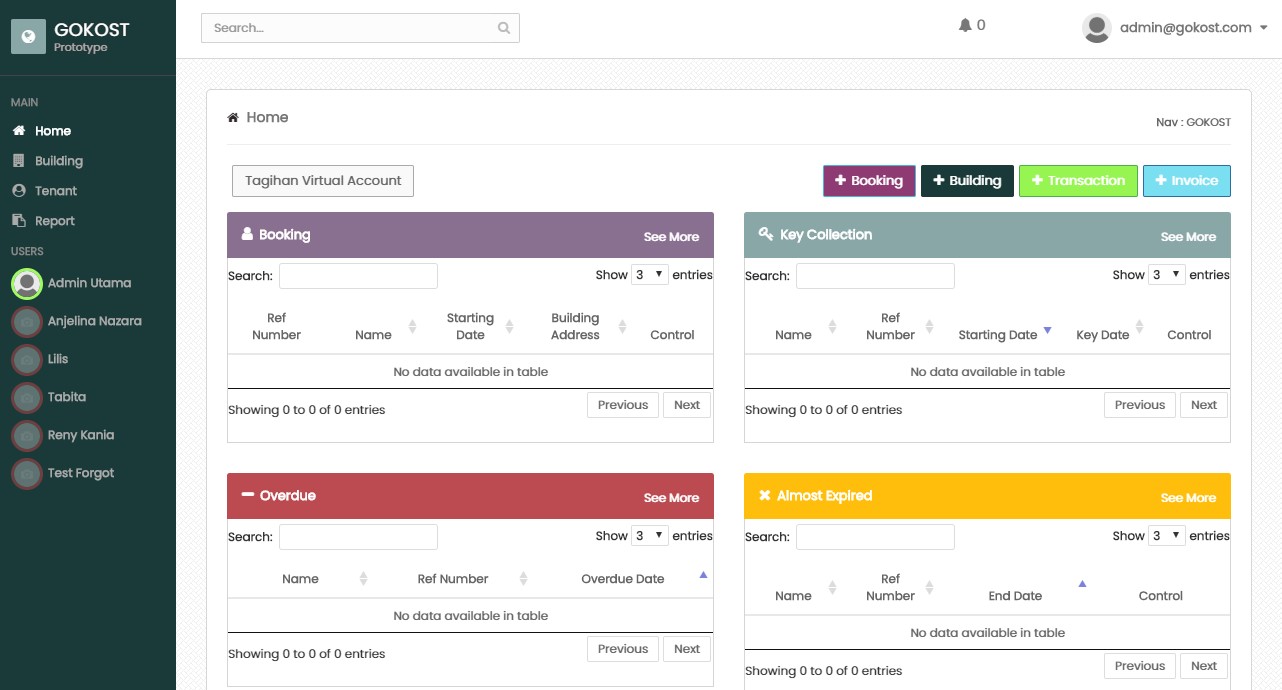 GOKOST
Prototype
Search...
0
admin@gokost.com
MAIN
Home
Building
Tenant
Report
USERS
Admin Utama
Anjelina Nazara
Lilis
Tabita
Reny Kania
Test Forgot
Home
Nav : GOKOST
Tagihan Virtual Account
Booking
Building
Transaction
Invoice
Booking
See More
Search:
Show 3 entries
Ref Number
Name
Starting Date
Building Address
Control
No data available in table
Showing 0 to 0 of 0 entries
Previous
Next
Key Collection
See More
Search:
Show 3 entries
Name
Ref Number
Starting Date
Key Date
Control
No data available in table
Showing 0 to 0 of 0 entries
Previous
Next
Overdue
See More
Search:
Show 3 entries
Name
Ref Number
Overdue Date
No data available in table
Showing 0 to 0 of 0 entries
Previous
Next
Almost Expired
See More
Search:
Show 3 entries
Name
Ref Number
End Date
Control
No data available in table
Showing 0 to 0 of 0 entries
Previous
Next